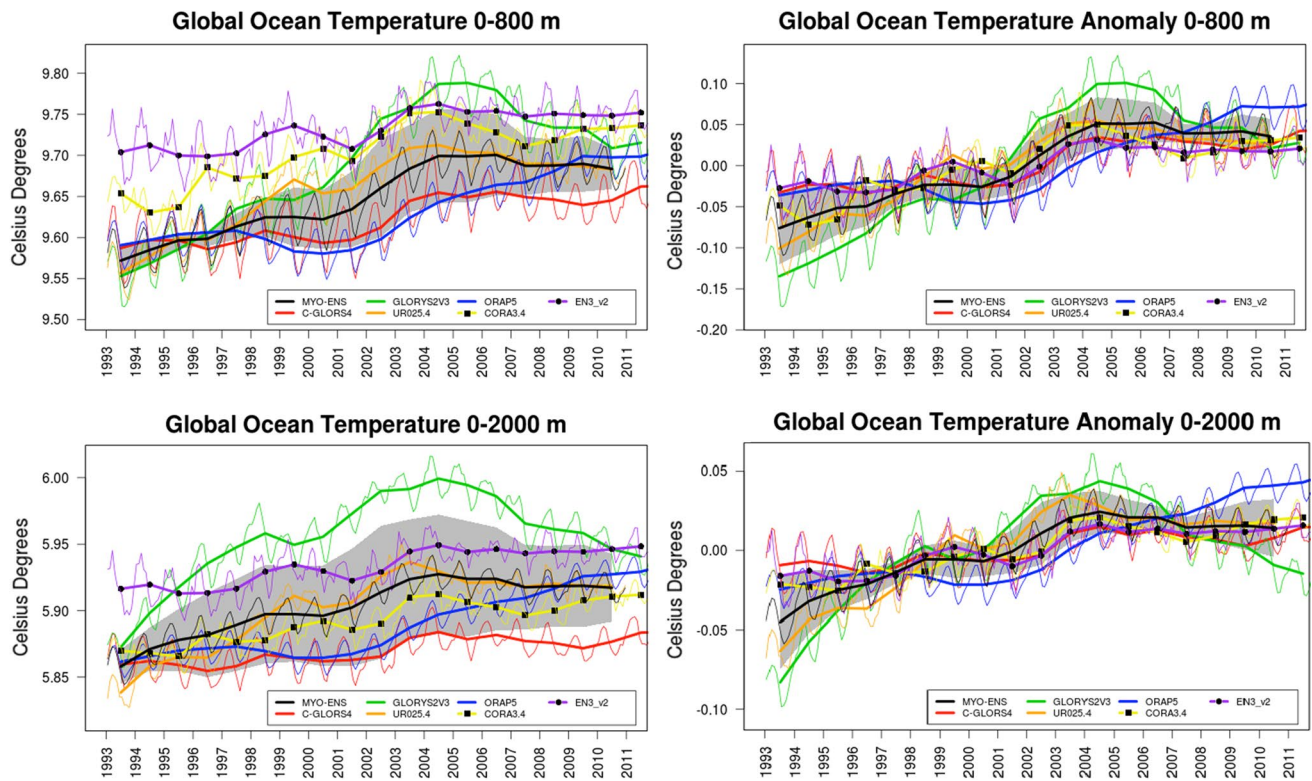 Global Ocean Temperature 0-800 m
Celsius Degrees
9.80
9.75
9.70
9.65
9.60
9.55
9.50
MYO-ENS GLORYS2V3 ORAP5 EN3_v2
C-GLORS4 UR025.4 CORA3.4
1993 1994 1995 1996 1997 1998 1999 2000 2001 2002 2003 2004 2005 2006 2007 2008 2009 2010 2011
Global Ocean Temperature Anomaly 0-800 m
Celsius Degrees
0.10
0.05
0.00
-0.05
-0.10
-0.15
-0.20
MYO-ENS GLORYS2V3 ORAP5 EN3_v2
C-GLORS4 UR025.4 CORA3.4
1993 1994 1995 1996 1997 1998 1999 2000 2001 2002 2003 2004 2005 2006 2007 2008 2009 2010 2011
Global Ocean Temperature 0-2000 m
Celsius Degrees
6.00
5.95
5.90
5.85
MYO-ENS GLORYS2V3 ORAP5 EN3_v2
C-GLORS4 UR025.4 CORA3.4
1993 1994 1995 1996 1997 1998 1999 2000 2001 2002 2003 2004 2005 2006 2007 2008 2009 2010 2011
Global Ocean Temperature Anomaly 0-2000 m
Celsius Degrees
0.05
0.00
-0.05
-0.10
MYO-ENS GLORYS2V3 ORAP5 EN3_v2
C-GLORS4 UR025.4 CORA3.4
1993 1994 1995 1996 1997 1998 1999 2000 2001 2002 2003 2004 2005 2006 2007 2008 2009 2010 2011